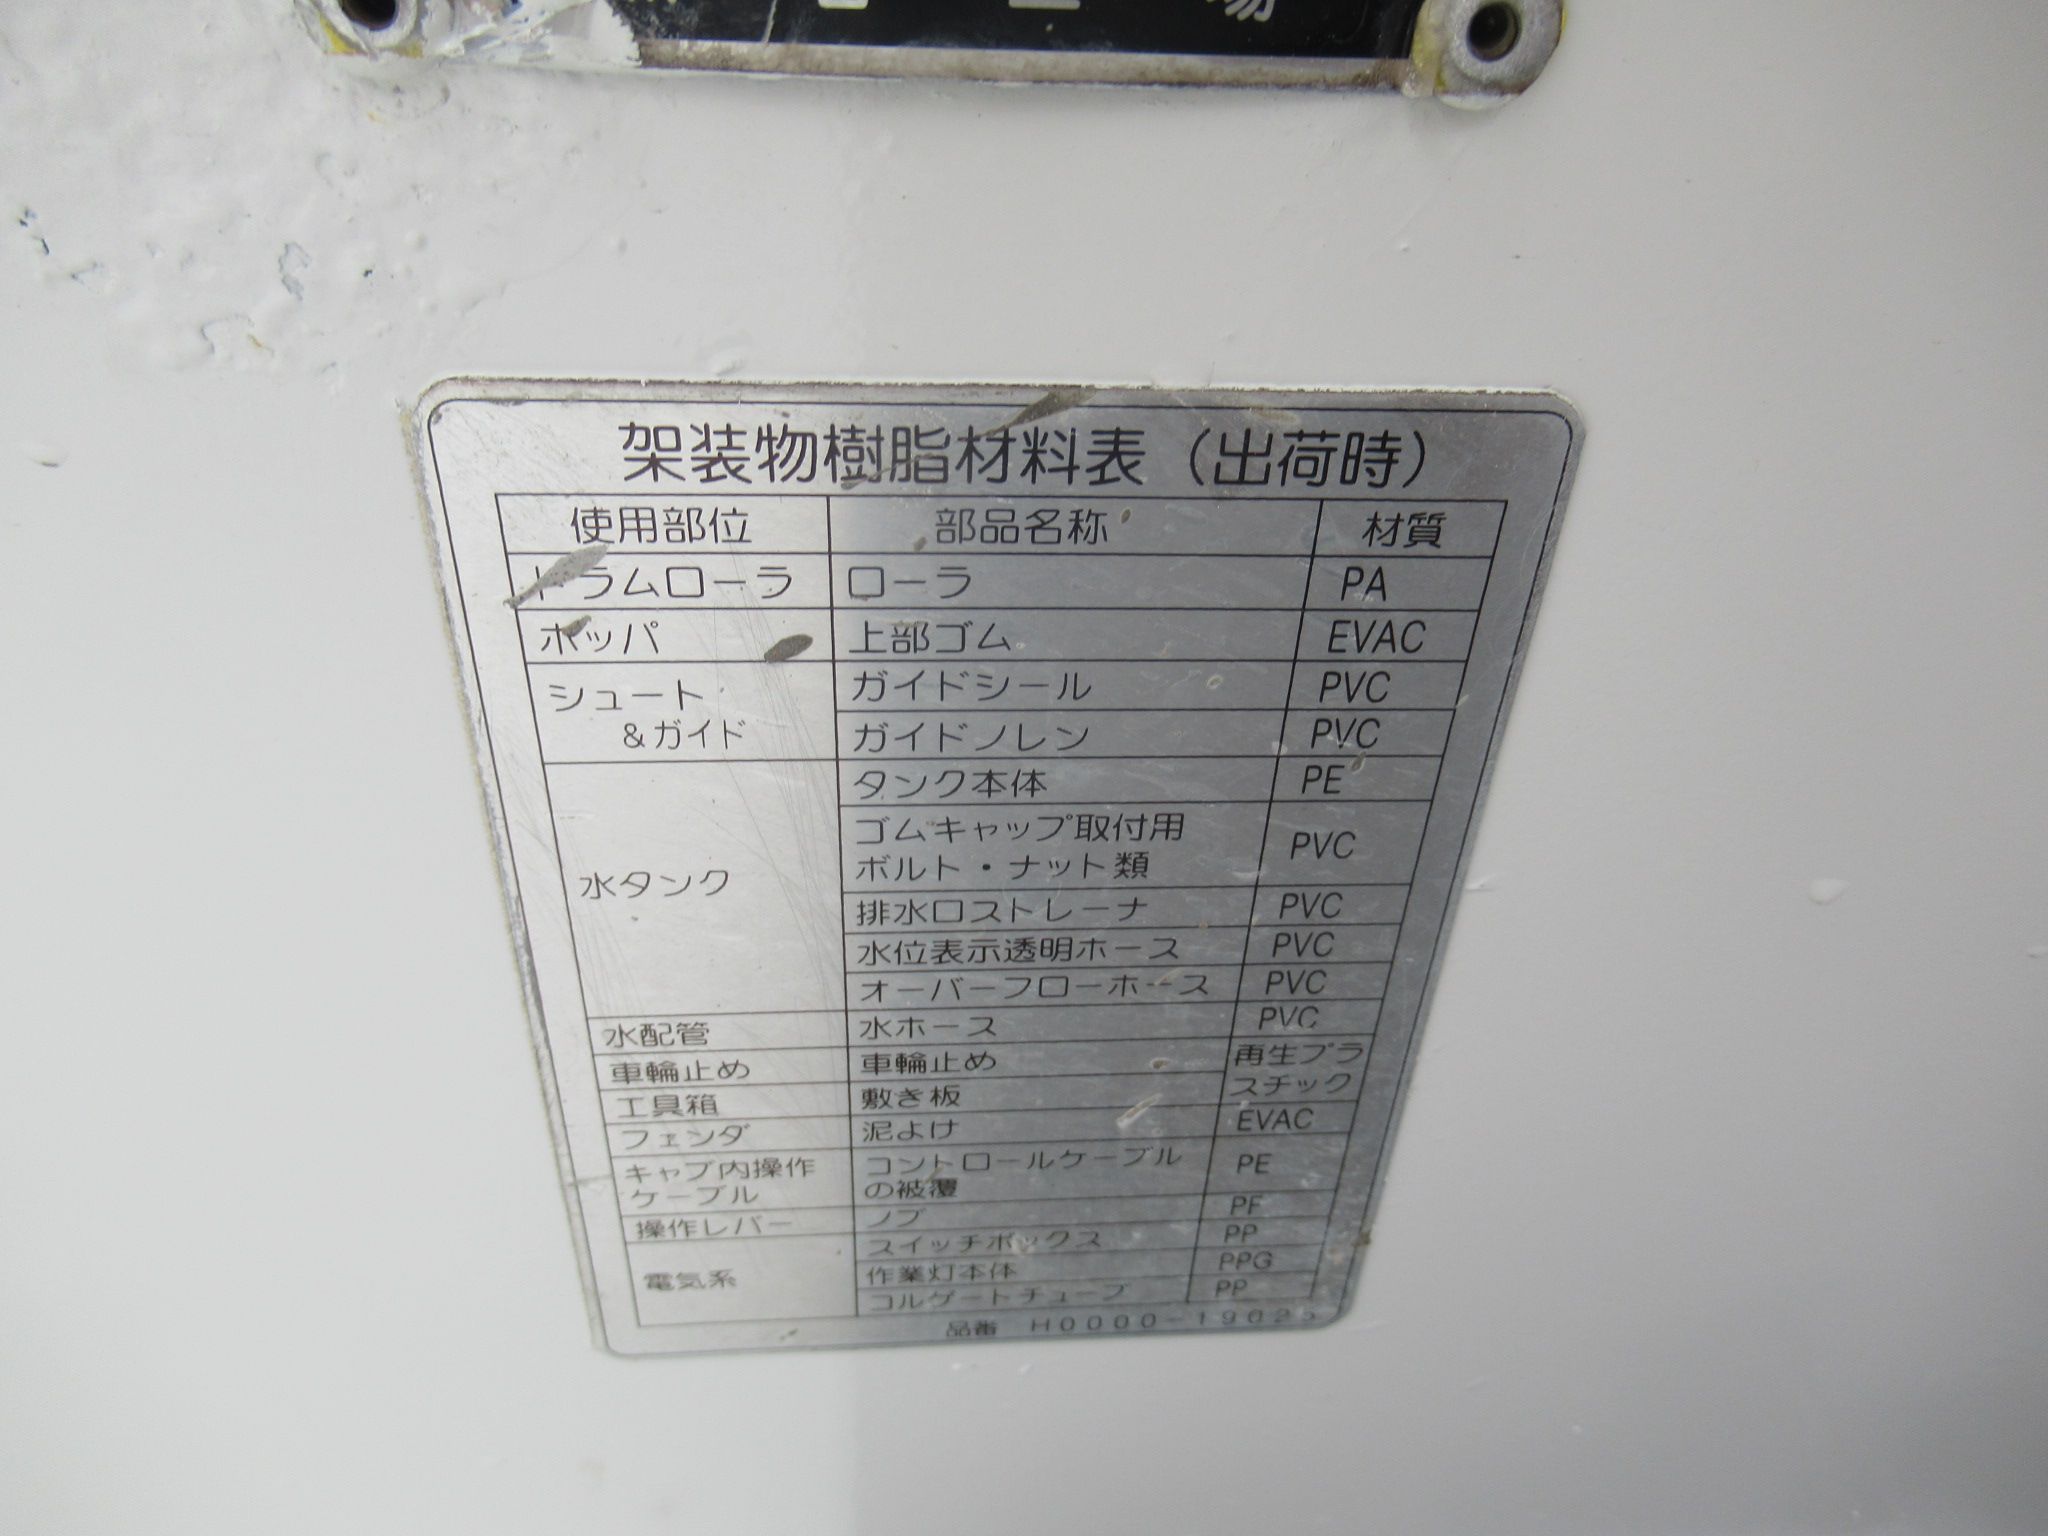 架装物樹脂材料表（出荷時）
使用部位 部品名称 材質
ドラムローラ ローラ PA
ホッパ 上部ゴム EVAC
シュート ガイドシール PVC
&ガイド ガイドノレン PVC
タンク本体 PE
ゴムキャップ取付用
ボルト・ナット類 PVC
水タンク
排水口ストレーナ PVC
水位表示透明ホース PVC
オーバーフローホース PVC
水配管 水ホース PVC
車輪止め 車輪止め 再生プラ
工具箱 敷き板 スチック
フェンダ 泥よけ EVAC
キャブ内操作 コントロールケーブル PE
ケーブル の被覆
操作レバー ノブ PF
スイッチボックス PP
電気系 作業灯本体 PPG
コルゲートチューブ PP
品番 H0000-19025